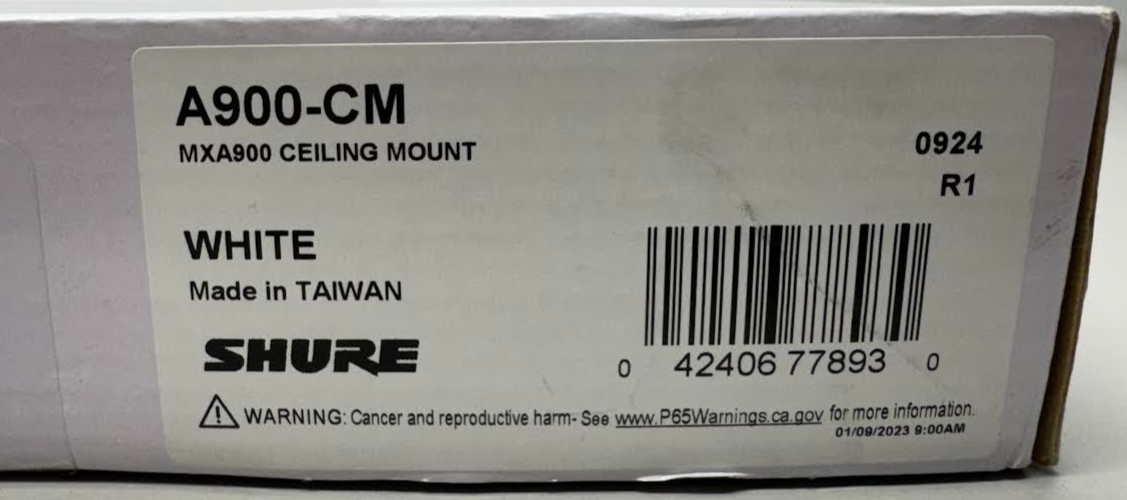 A900-CM
MXA900 CEILING MOUNT
0924
R1
WHITE
Made in TAIWAN
SHURE
0 42406 77893 0
WARNING: Cancer and reproductive harm- See www.P65Warnings.ca.gov for more information.
01/09/2023 9:00AM